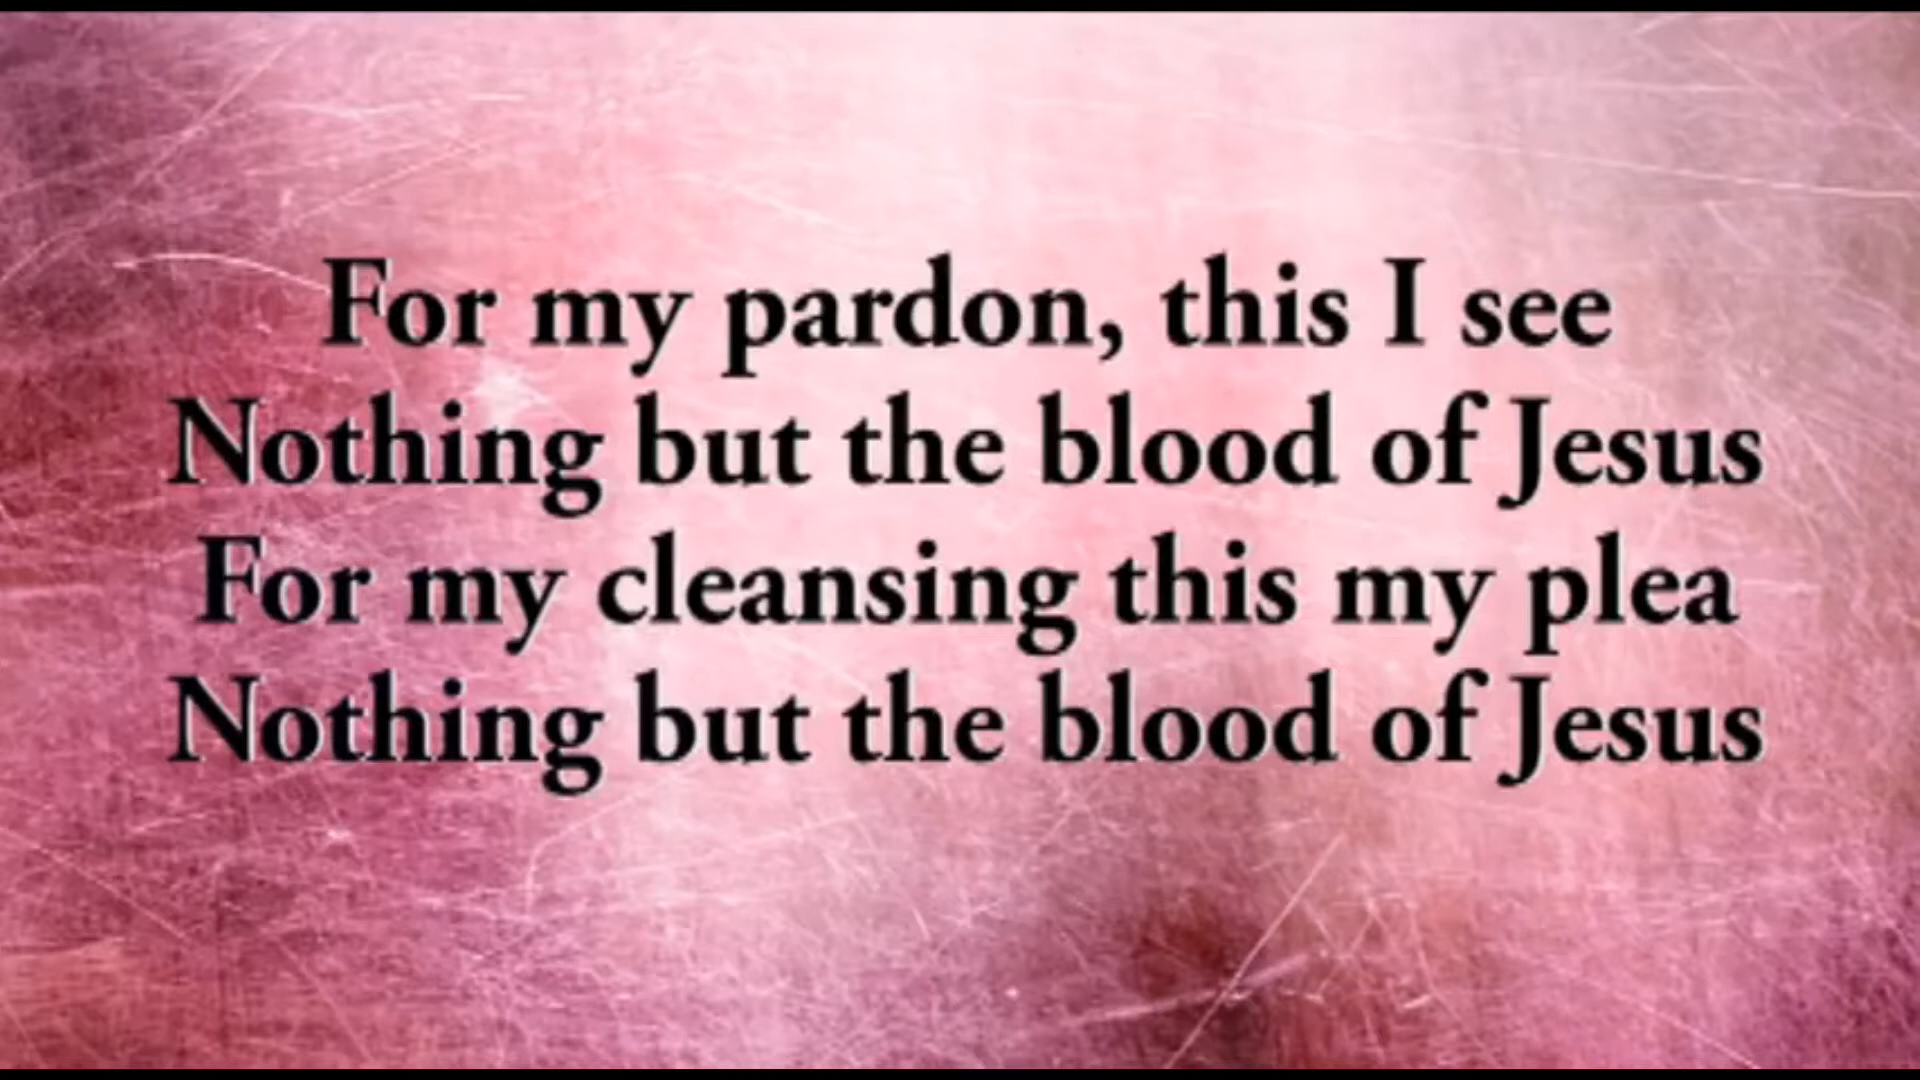 For my pardon, this I see
Nothing but the blood of Jesus
For my cleansing this my plea
Nothing but the blood of Jesus